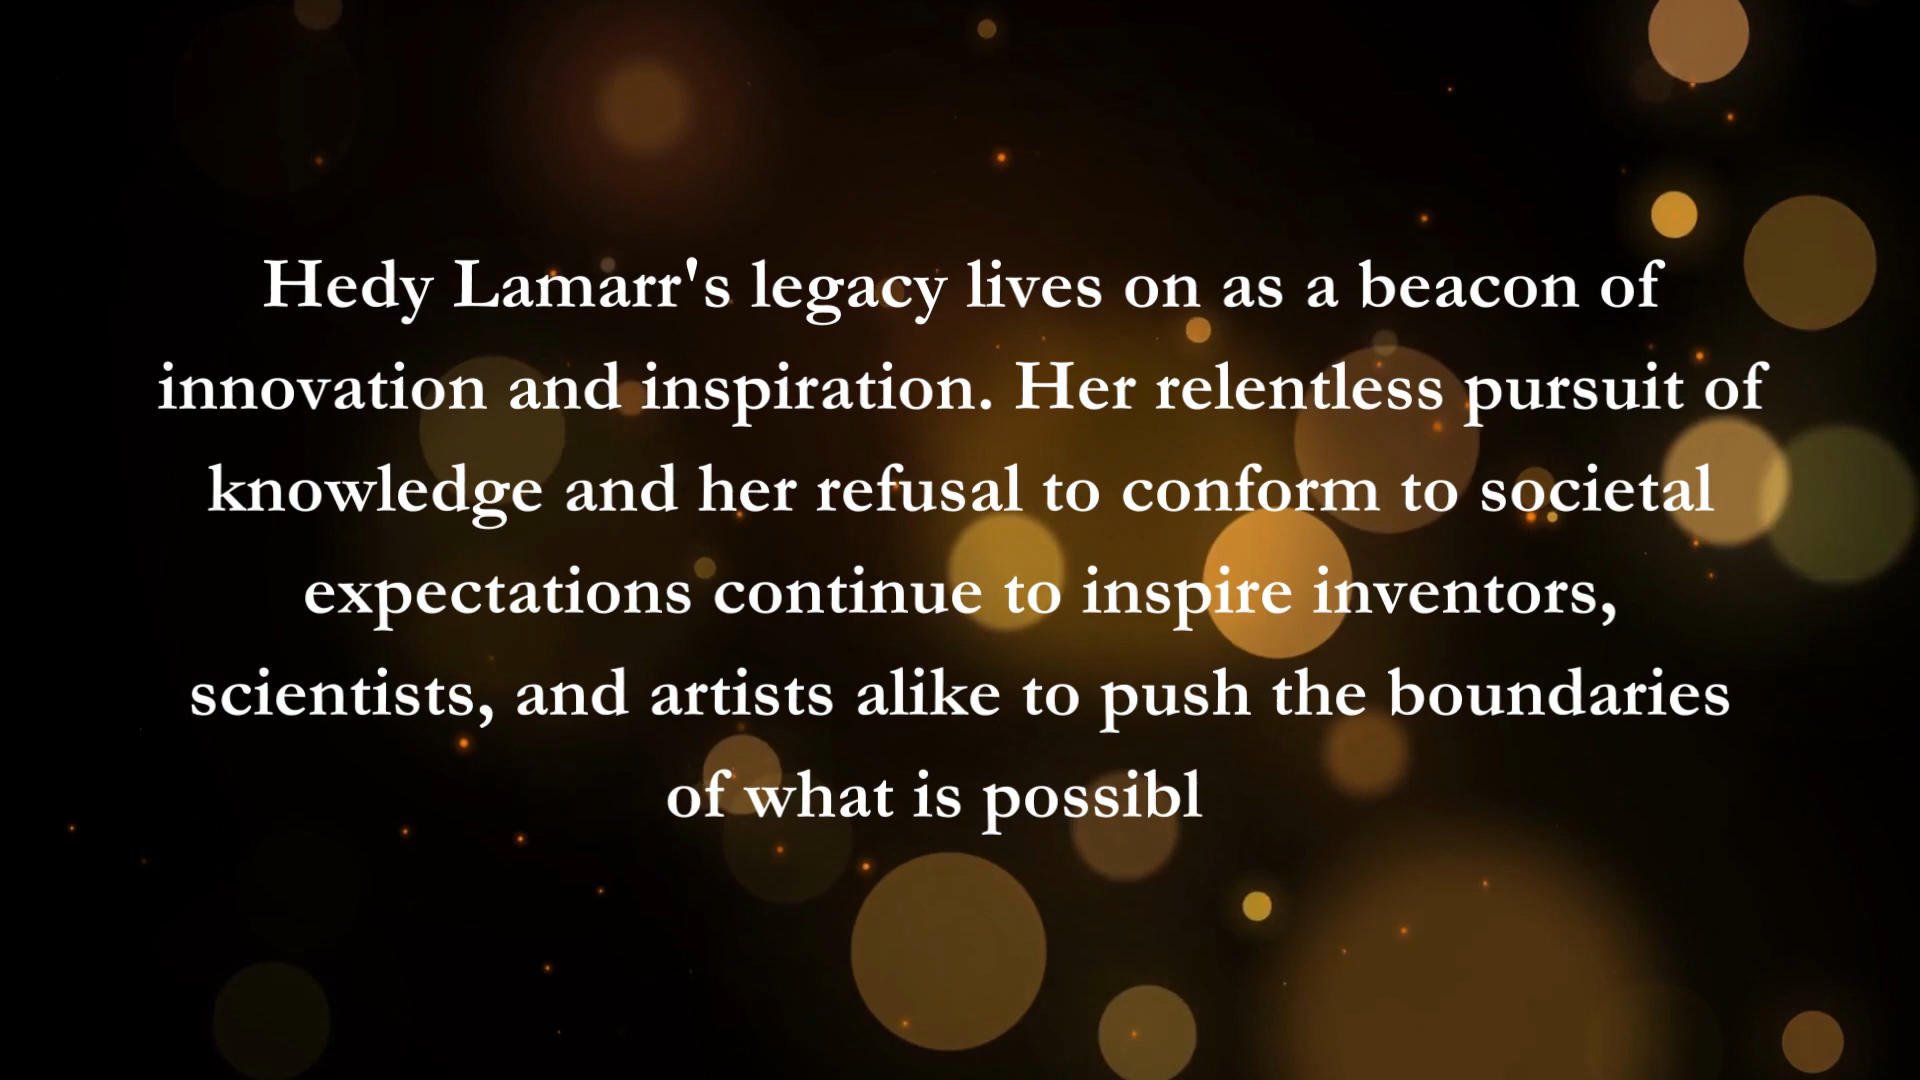 Hedy Lamarr's legacy lives on as a beacon of
innovation and inspiration. Her relentless pursuit of
knowledge and her refusal to conform to societal
expectations continue to inspire inventors,
scientists, and artists alike to push the boundaries
of what is possibl